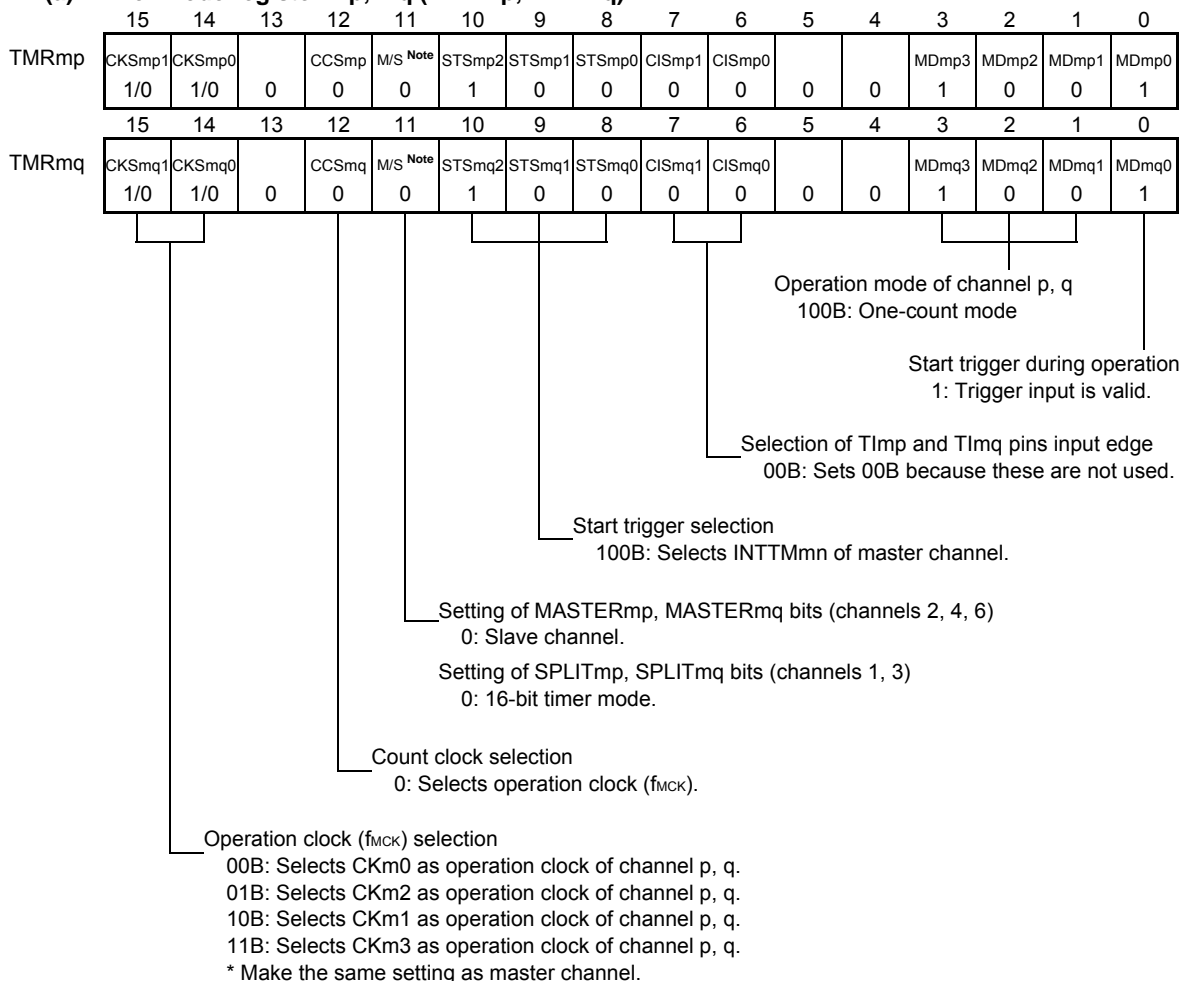 15 14 13 12 11 10 9 8 7 6 5 4 3 2 1 0
TMRmp CKSmp1 CKSmp0 CCSmp M/S Note STSmp2 STSmp1 STSmp0 CISmp1 CISmp0 MDmp3 MDmp2 MDmp1 MDmp0
1/0 1/0 0 0 0 1 0 0 0 0 0 0 1 0 0 1
15 14 13 12 11 10 9 8 7 6 5 4 3 2 1 0
TMRmq CKSmq1 CKSmq0 CCSmq M/S Note STSmq2 STSmq1 STSmq0 CISmq1 CISmq0 MDmq3 MDmq2 MDmq1 MDmq0
1/0 1/0 0 0 0 1 0 0 0 0 0 0 1 0 0 1
Operation mode of channel p, q
100B: One-count mode
Start trigger during operation
1: Trigger input is valid.
Selection of TImp and TImq pins input edge
00B: Sets 00B because these are not used.
Start trigger selection
100B: Selects INTTMmn of master channel.
Setting of MASTERmp, MASTERmq bits (channels 2, 4, 6)
0: Slave channel.
Setting of SPLITmp, SPLITmq bits (channels 1, 3)
0: 16-bit timer mode.
Count clock selection
0: Selects operation clock (fMCK).
Operation clock (fMCK) selection
00B: Selects CKm0 as operation clock of channel p, q.
01B: Selects CKm2 as operation clock of channel p, q.
10B: Selects CKm1 as operation clock of channel p, q.
11B: Selects CKm3 as operation clock of channel p, q.
* Make the same setting as master channel.